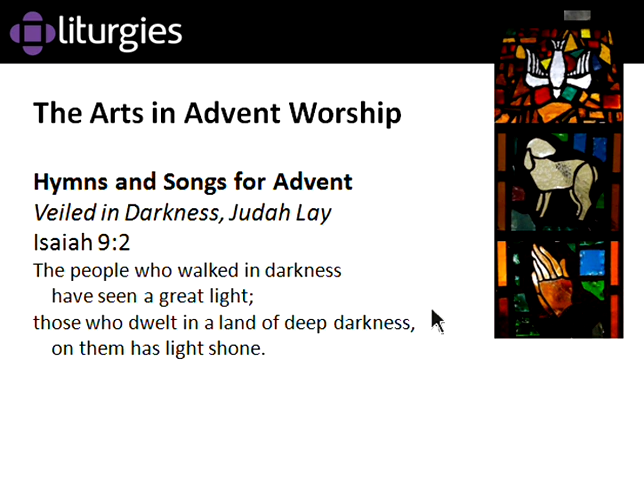 liturgies
The Arts in Advent Worship
Hymns and Songs for Advent
Veiled in Darkness, Judah Lay
Isaiah 9:2
The people who walked in darkness
have seen a great light;
those who dwelt in a land of deep darkness,
on them has light shone.